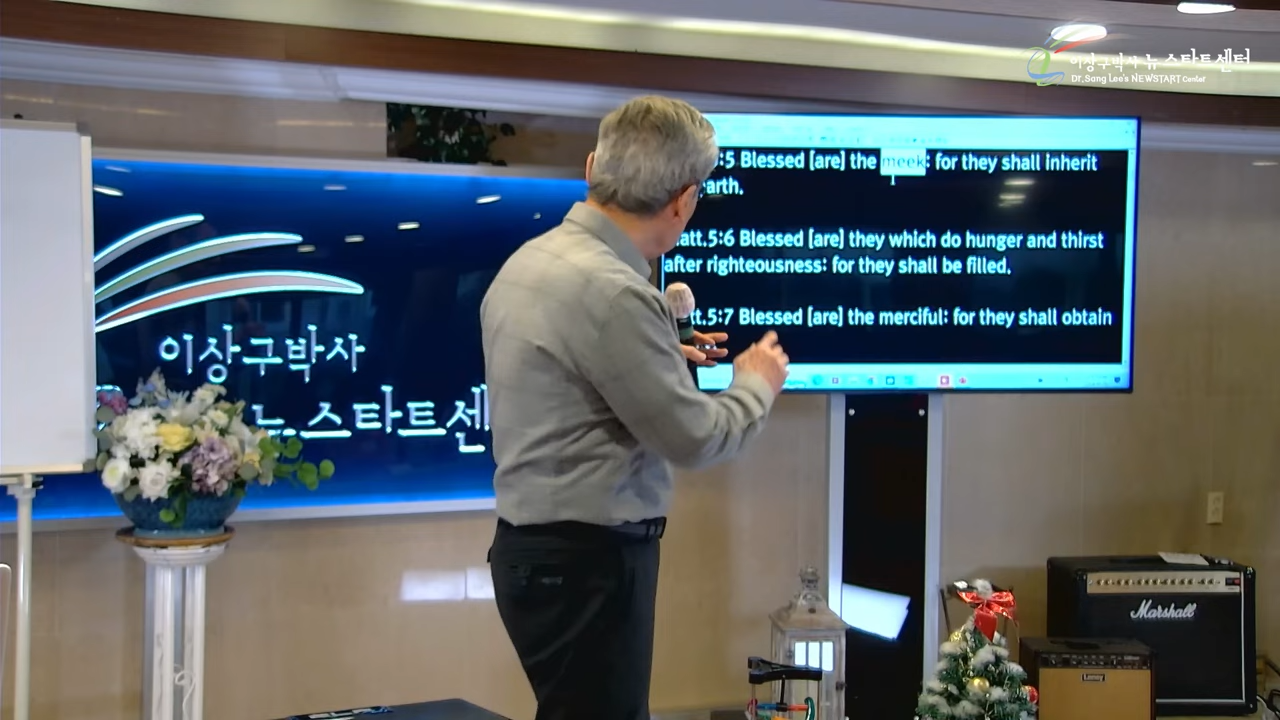 이상구박사 뉴스타트센터
Dr. Sang Lee's NEWSTART Center
:5 Blessed [are] the meek: for they shall inherit
earth.
att.5:6 Blessed [are] they which do hunger and thirst
after righteousness: for they shall be filled.
tt.5:7 Blessed [are] the merciful: for they shall obtain
이상구박사
뉴스타트센
Marshall
Laney